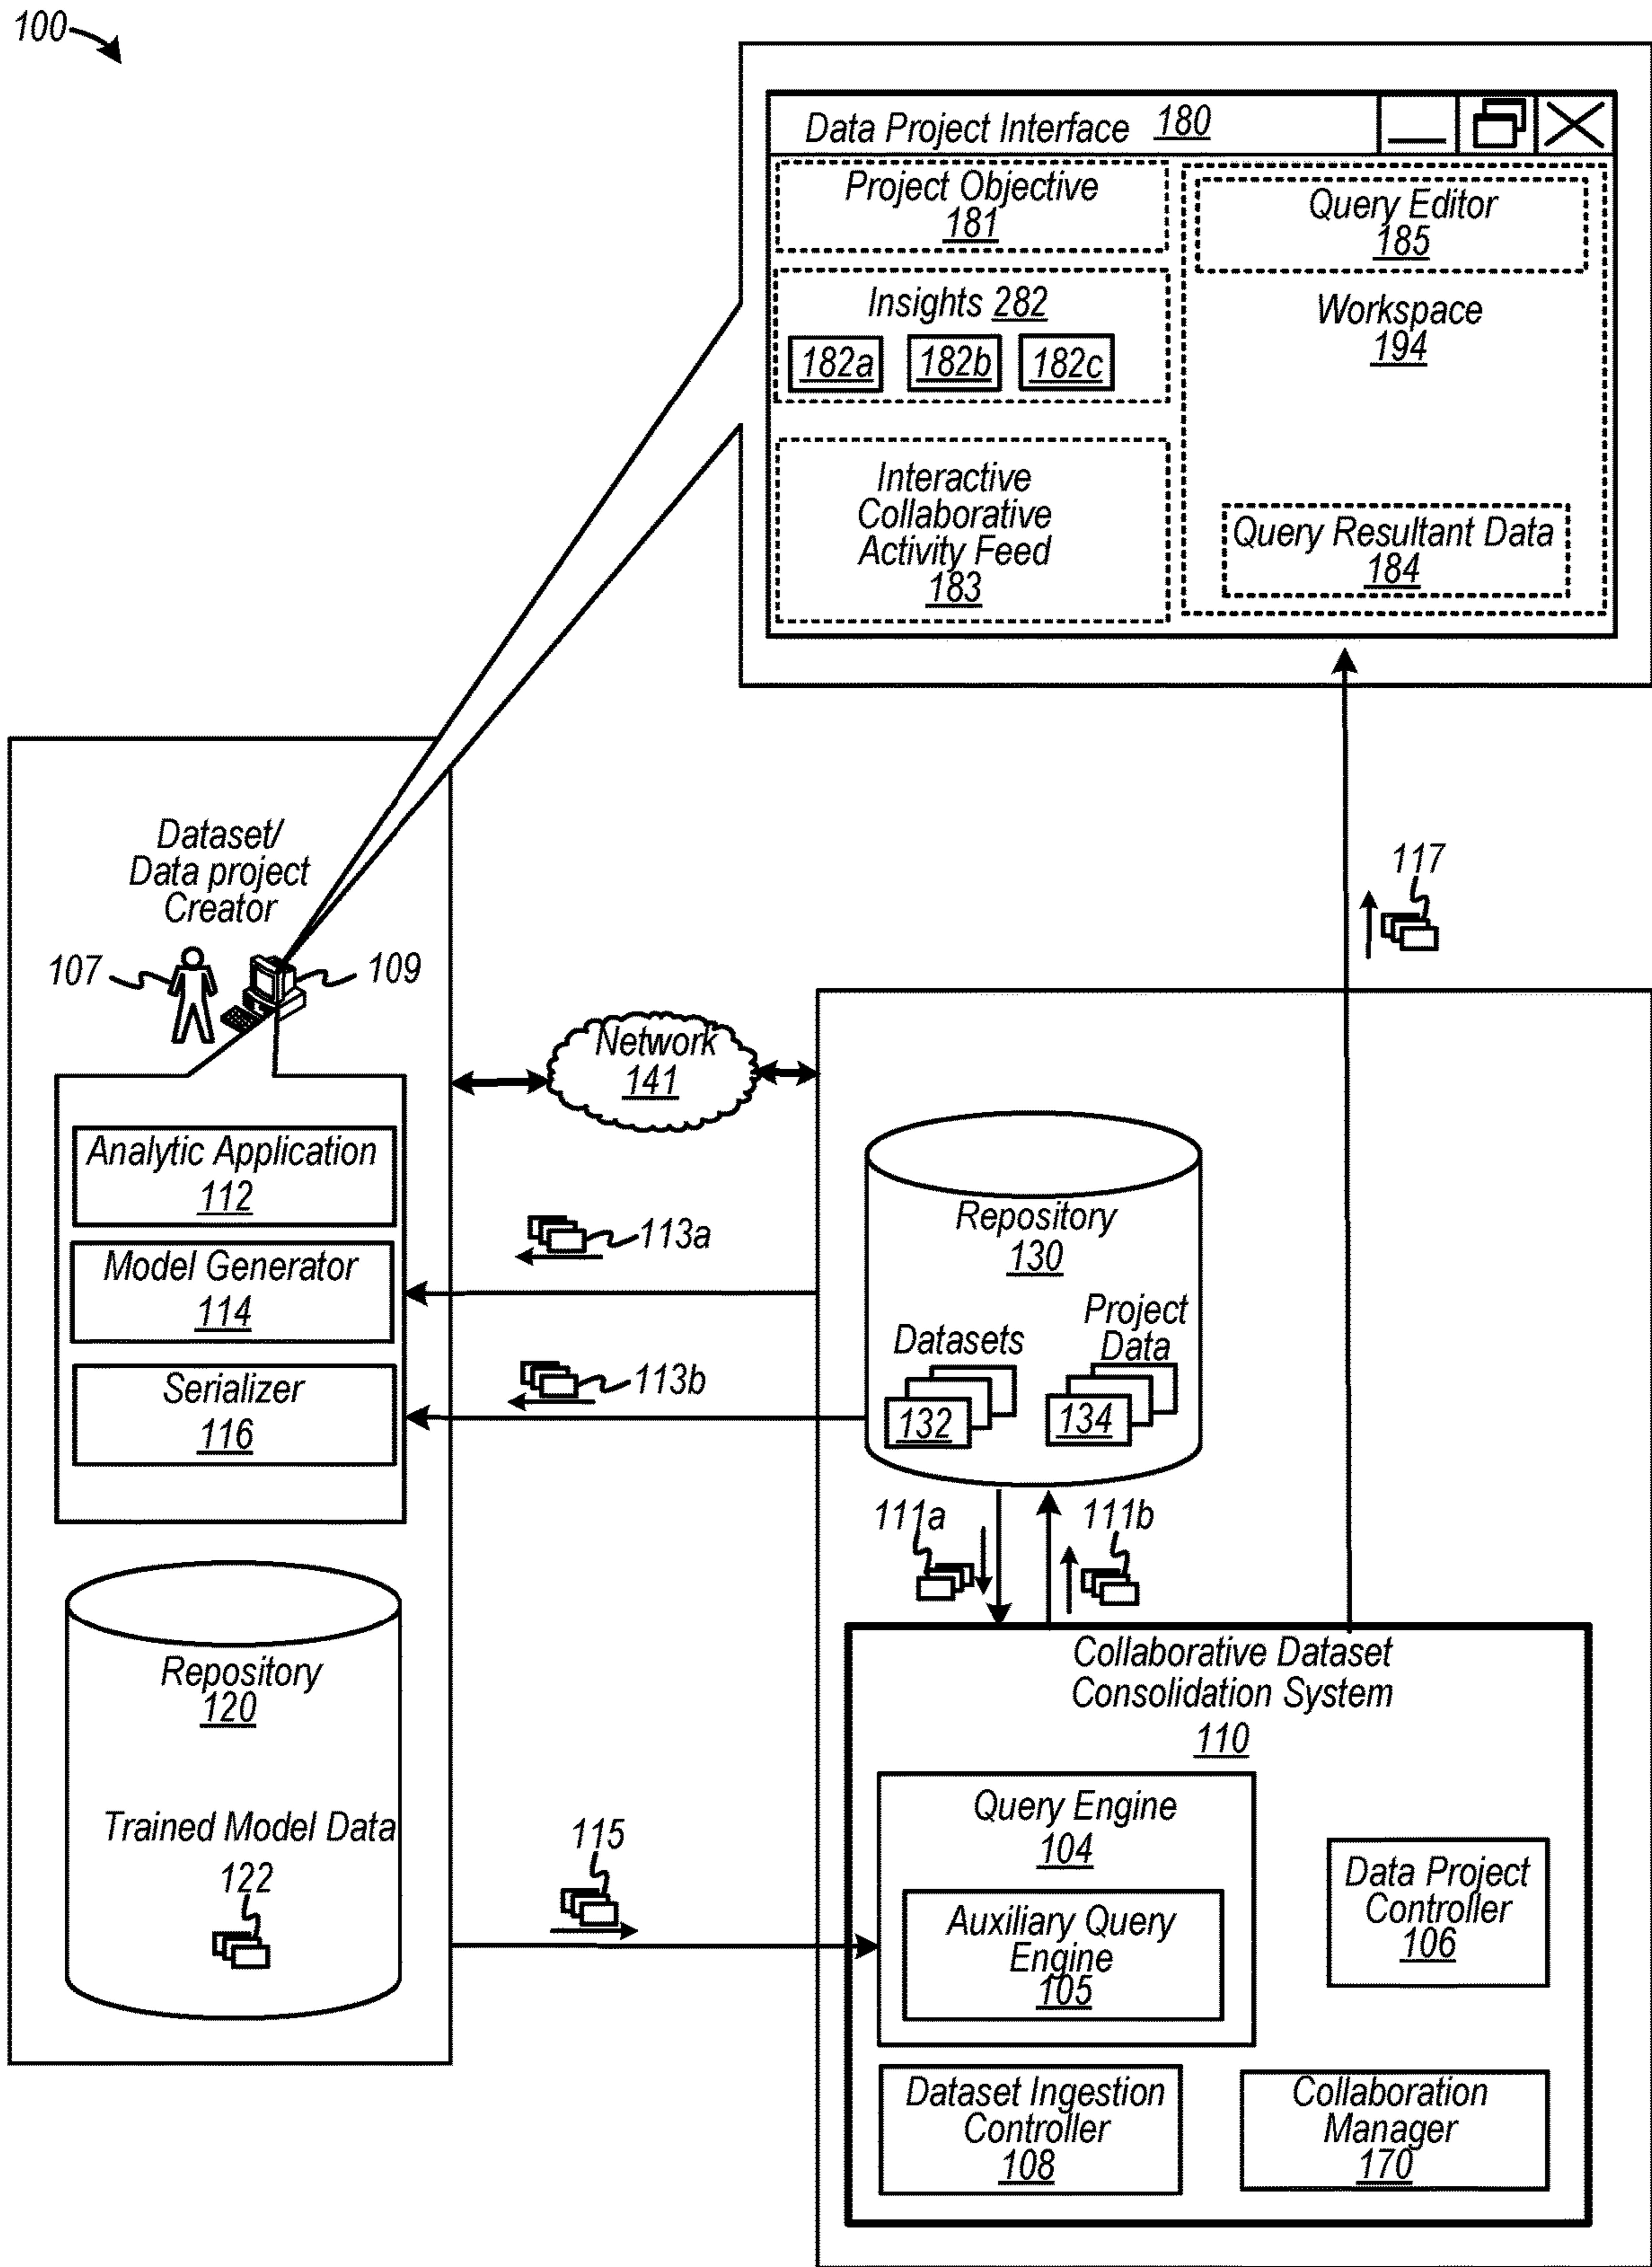 100
Data Project Interface 180
Project Objective
181
Insights 282
182a 182b 182c
Interactive
Collaborative
Activity Feed
183
Query Editor
185
Workspace
194
Query Resultant Data
184
117
Dataset/
Data project
Creator
107
109
Network
141
Analytic Application
112
Model Generator
114
Serializer
116
113a
113b
Repository
130
Datasets
132
Project
Data
134
111a
111b
Repository
120
Trained Model Data
122
115
Collaborative Dataset
Consolidation System
110
Query Engine
104
Auxiliary Query
Engine
105
Data Project
Controller
106
Dataset Ingestion
Controller
108
Collaboration
Manager
170